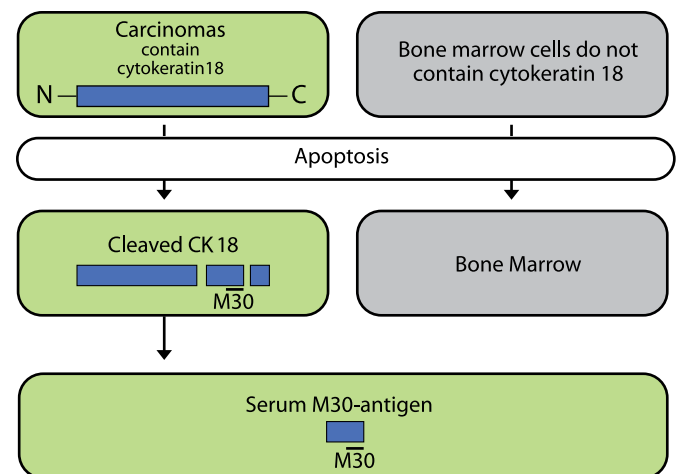 Carcinomas
contain
cytokeratin18
N
C
Bone marrow cells do not
contain cytokeratin 18
Apoptosis
Cleaved CK 18
M30
Bone Marrow
Serum M30-antigen
M30